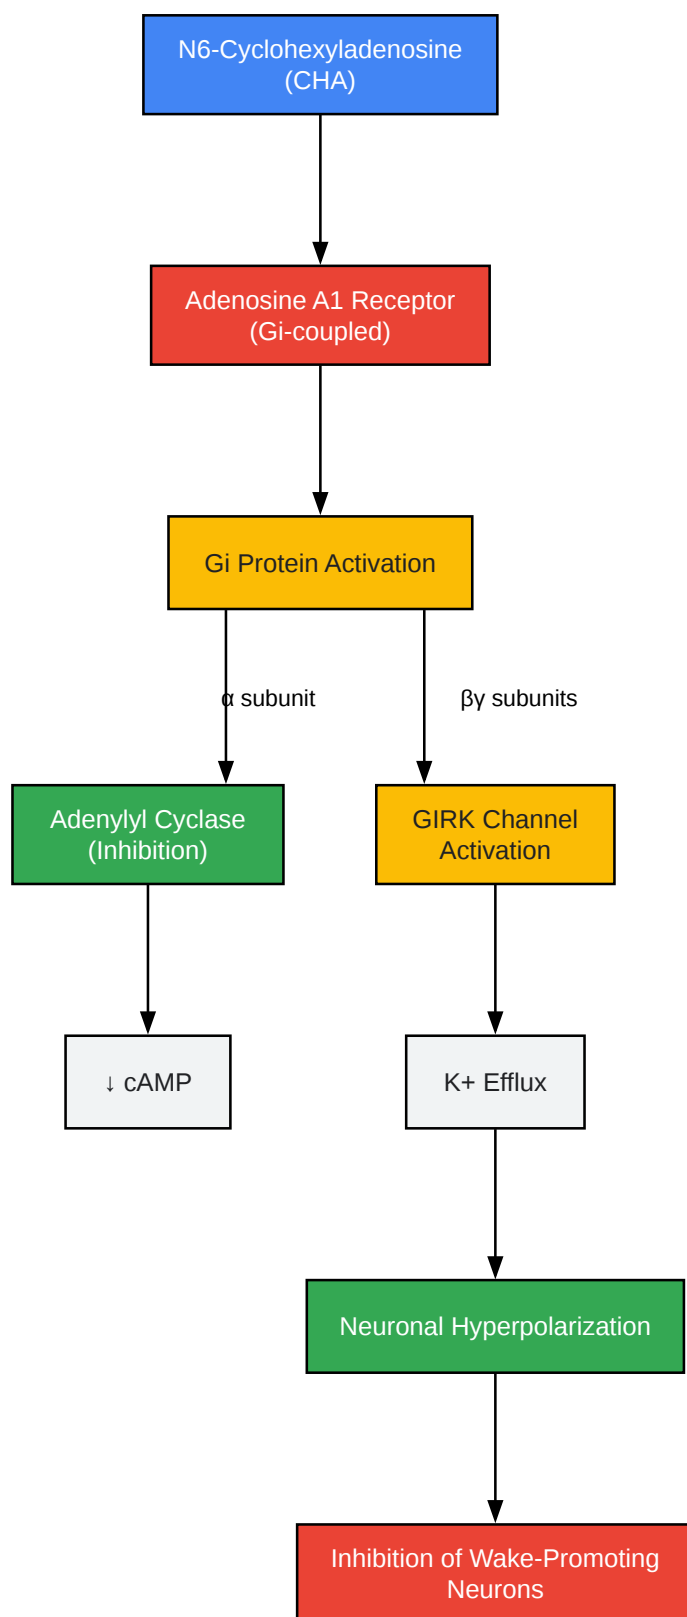 N6-Cyclohexyladenosine
(CHA)
Adenosine A1 Receptor
(Gi-coupled)
Gi Protein Activation
α subunit
βγ subunits
Adenylyl Cyclase
(Inhibition)
GIRK Channel
Activation
↓ cAMP
K+ Efflux
Neuronal Hyperpolarization
Inhibition of Wake-Promoting
Neurons